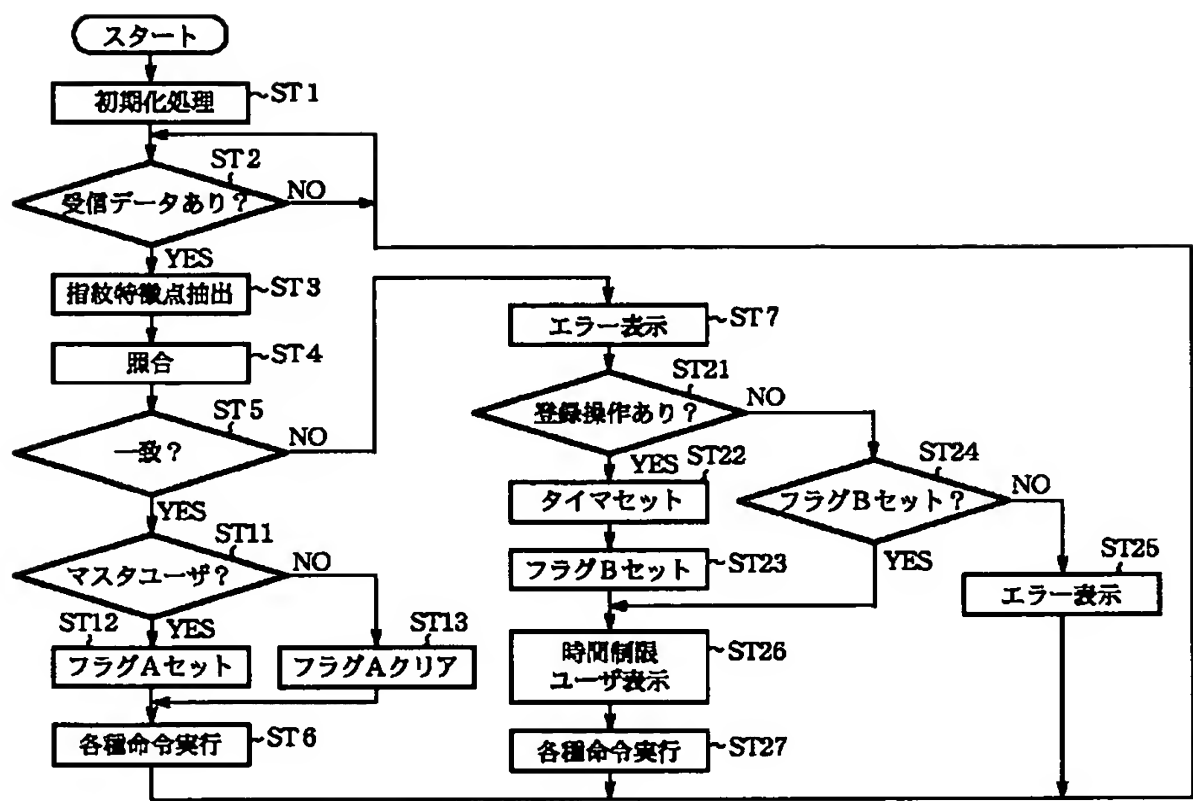 スタート
初期化処理
~ST1
ST2
受信データあり？
NO
YES
指紋特徴点抽出
~ST3
照合
~ST4
ST5
一致？
NO
YES
ST11
マスタユーザ？
NO
ST12
YES
ST13
フラグAセット
フラグAクリア
各種命令実行
~ST6
エラー表示
~ST7
ST21
登録操作あり？
NO
YES
ST22
タイマセット
ST24
フラグBセット？
NO
YES
フラグBセット
~ST23
ST25
エラー表示
時間制限
ユーザ表示
~ST26
各種命令実行
~ST27